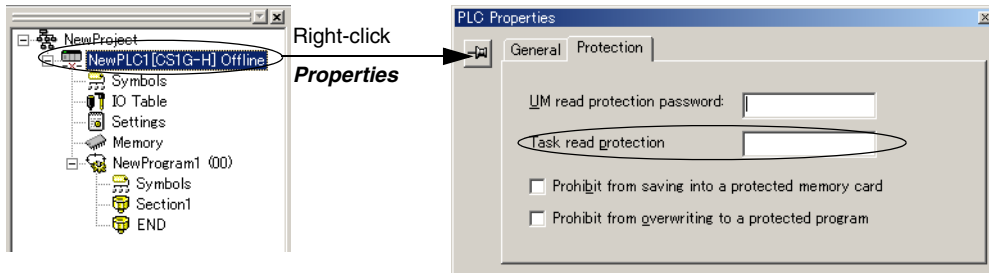 NewProject
NewPLC1[CS1G-H] Offline
Symbols
IO Table
Settings
Memory
NewProgram1 (00)
Symbols
Section1
END
Right-click
Properties
PLC Properties
General
Protection
UM read protection password:
Task read protection
Prohibit from saving into a protected memory card
Prohibit from overwriting to a protected program